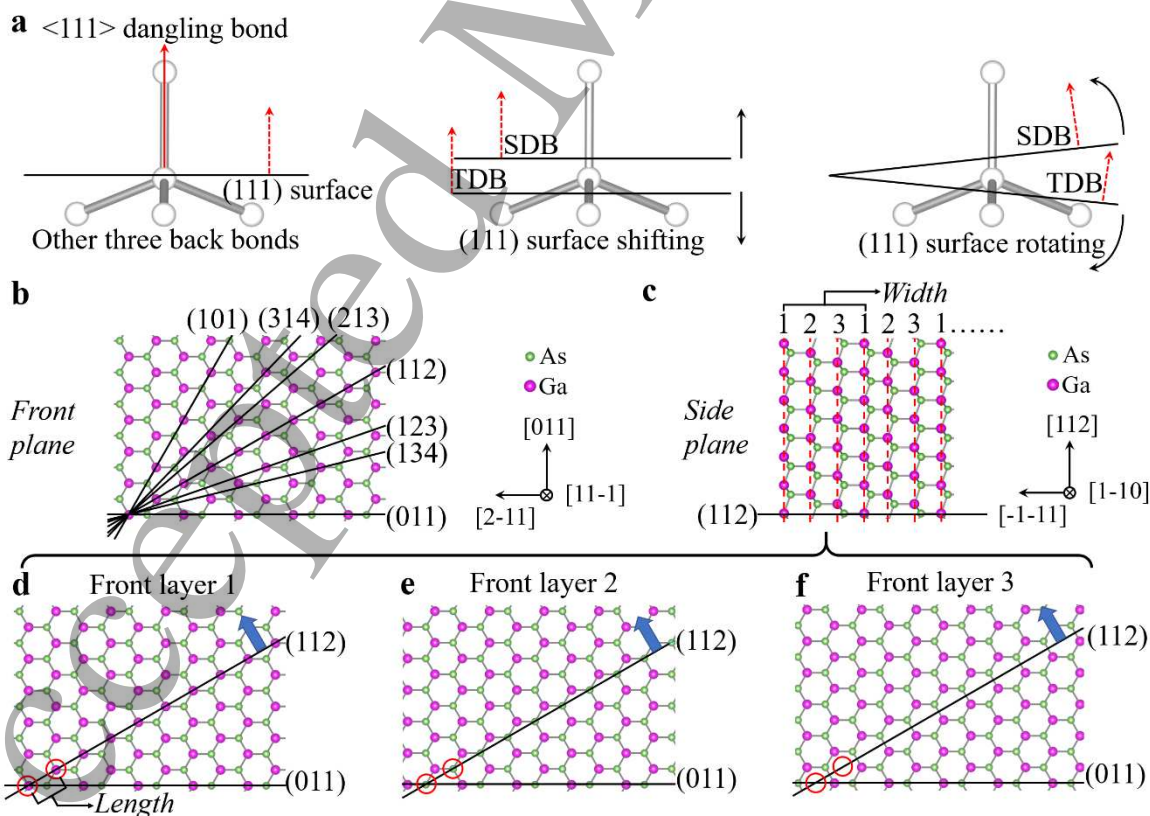 a
<111> dangling bond
(111) surface
Other three back bonds
SDB
TDB
(111) surface shifting
SDB
TDB
(111) surface rotating
b
(101) (314) (213)
(112)
(123)
(134)
(011)
Front
plane
As
Ga
[011]
[11-1]
[2-11]
c
Width
1 2 3 1 2 3 1......
As
Ga
Side
plane
[112]
[1-10]
[-1-11]
(112)
d Front layer 1
(112)
(011)
Length
e Front layer 2
(112)
(011)
f Front layer 3
(112)
(011)
ccepted M